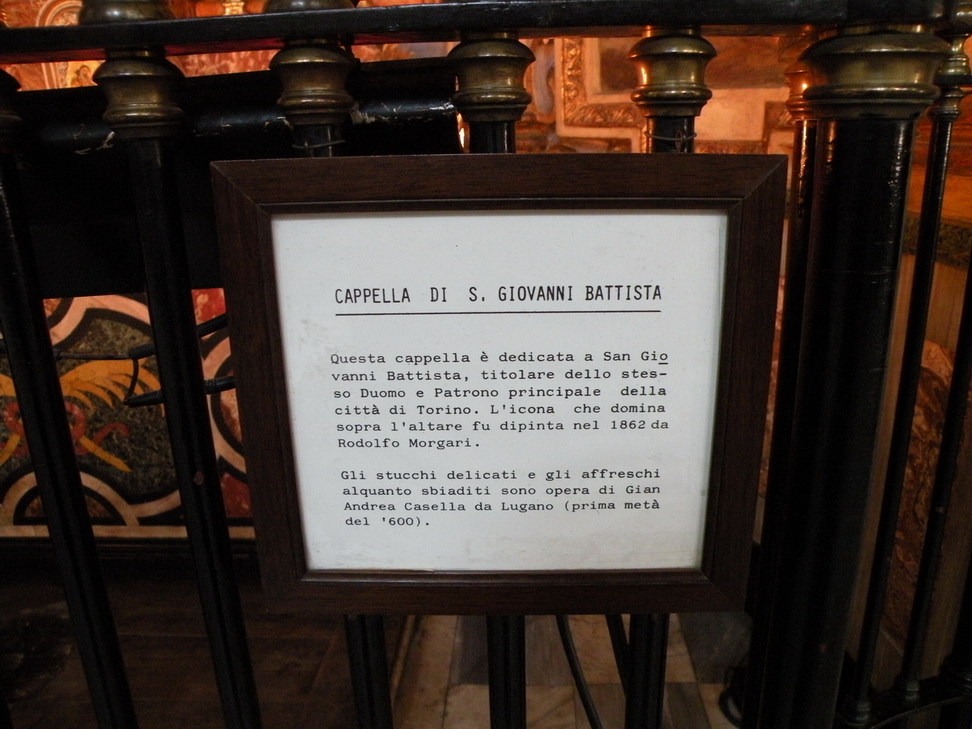 CAPPELLA DI S. GIOVANNI BATTISTA
Questa cappella è dedicata a San Gio
vanni Battista, titolare dello stes-
so Duomo e Patrono principale della
città di Torino. L'icona che domina
sopra l'altare fu dipinta nel 1862 da
Rodolfo Morgari.
Gli stucchi delicati e gli affreschi
alquanto sbiaditi sono opera di Gian
Andrea Casella da Lugano (prima metà
del '600).